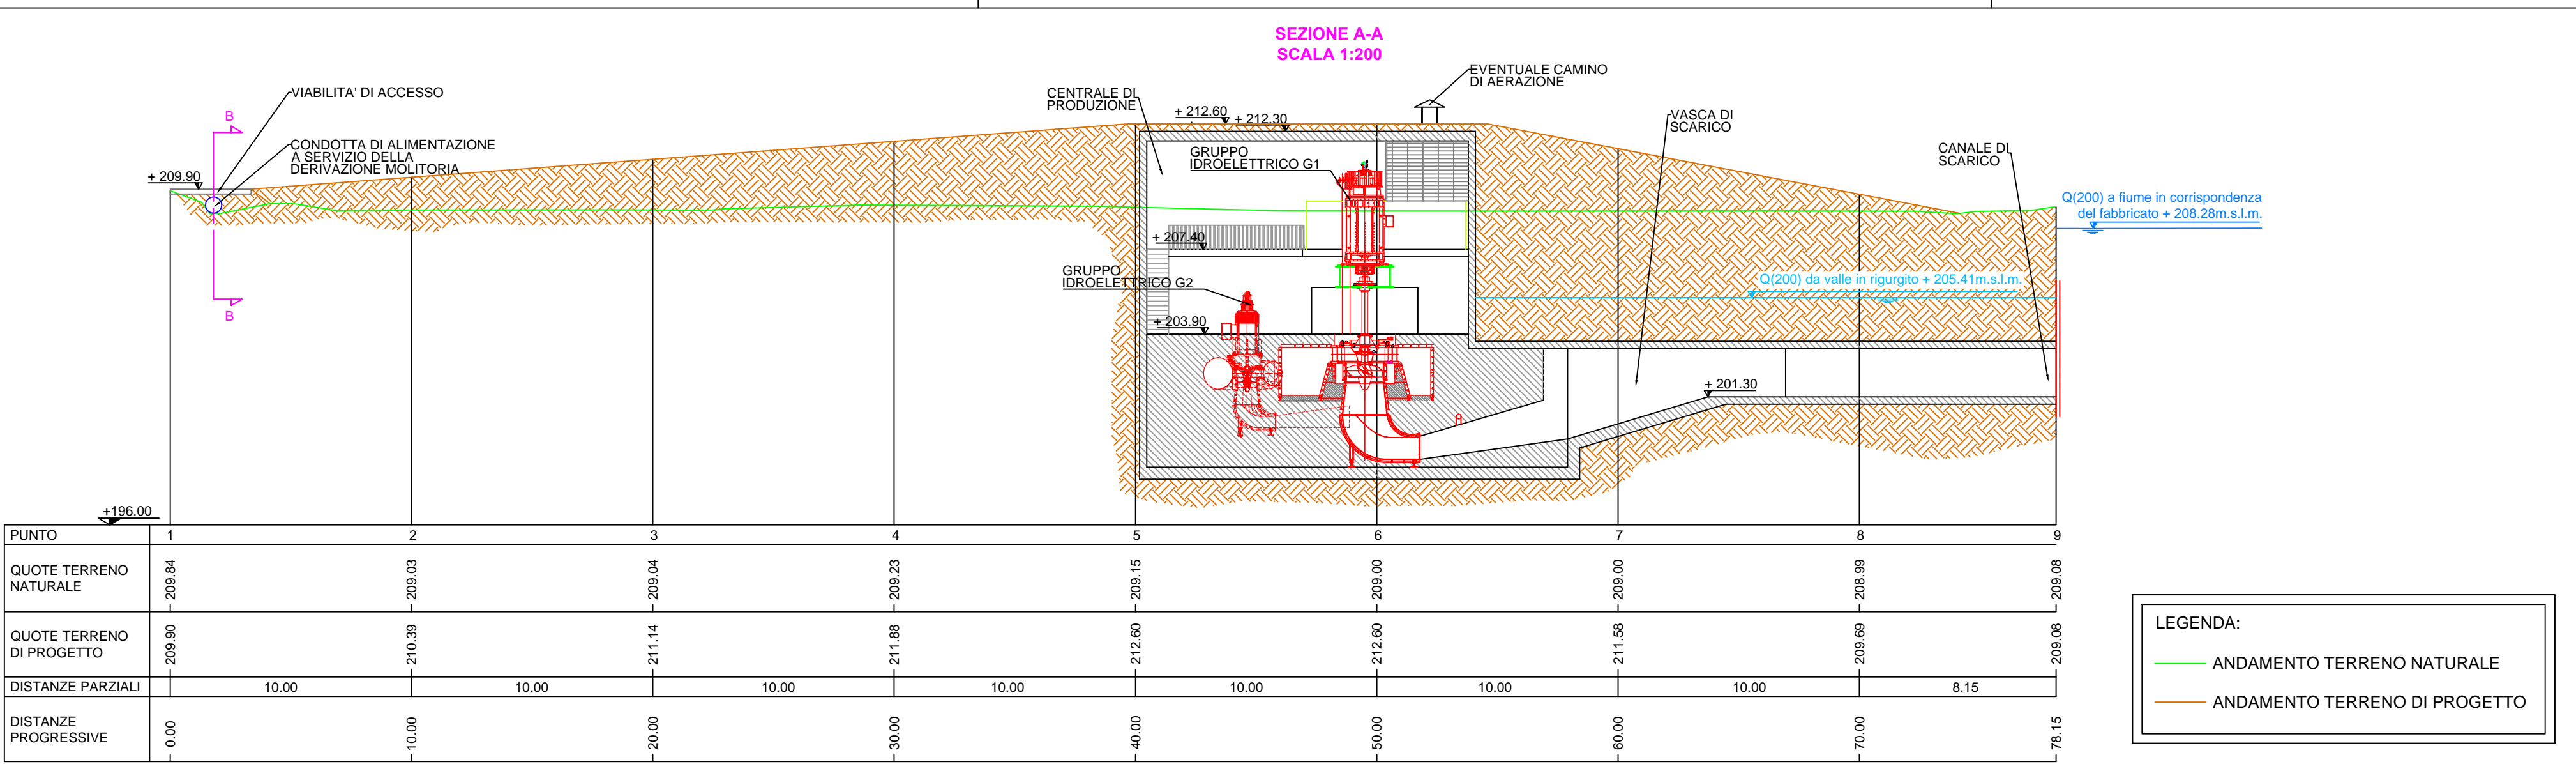 SEZIONE A-A
SCALA 1:200
VIABILITA' DI ACCESSO
B
CONDOTTA DI ALIMENTAZIONE
A SERVIZIO DELLA
DERIVAZIONE MOLITORIA
+ 209.90
B
CENTRALE DI
PRODUZIONE
+ 212.60
+ 212.30
EVENTUALE CAMINO
DI AERAZIONE
GRUPPO
IDROELETTRICO G1
VASCA DI
SCARICO
CANALE DI
SCARICO
Q(200) a fiume in corrispondenza
del fabbricato + 208.28m.s.l.m.
+ 207.40
GRUPPO
IDROELETTRICO G2
Q(200) da valle in rigurgito + 205.41m.s.l.m.
+ 203.90
+ 201.30
+196.00
PUNTO 1 2 3 4 5 6 7 8 9
QUOTE TERRENO
NATURALE
209.84 209.03 209.04 209.23 209.15 209.00 209.00 208.99 209.08
QUOTE TERRENO
DI PROGETTO
209.90 210.39 211.14 211.88 212.60 212.60 211.58 209.69 209.08
DISTANZE PARZIALI 10.00 10.00 10.00 10.00 10.00 10.00 10.00 8.15
DISTANZE
PROGRESSIVE
0.00 10.00 20.00 30.00 40.00 50.00 60.00 70.00 78.15
LEGENDA:
ANDAMENTO TERRENO NATURALE
ANDAMENTO TERRENO DI PROGETTO